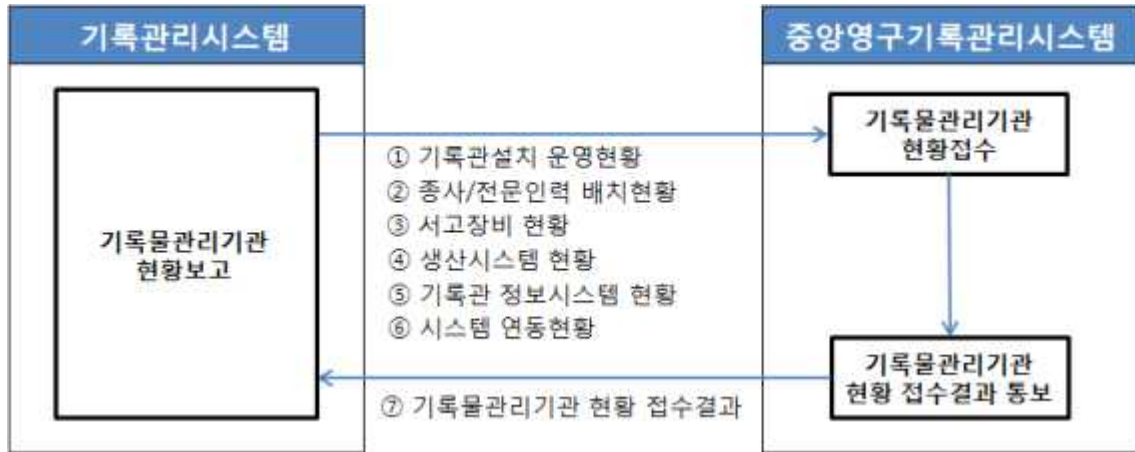 기록관리시스템
중앙영구기록관리시스템
기록물관리기관
현황보고
① 기록관설치 운영현황
② 종사/전문인력 배치현황
③ 서고장비 현황
④ 생산시스템 현황
⑤ 기록관 정보시스템 현황
⑥ 시스템 연동현황
⑦ 기록물관리기관 현황 접수결과
기록물관리기관
현황접수
기록물관리기관
현황 접수결과 통보